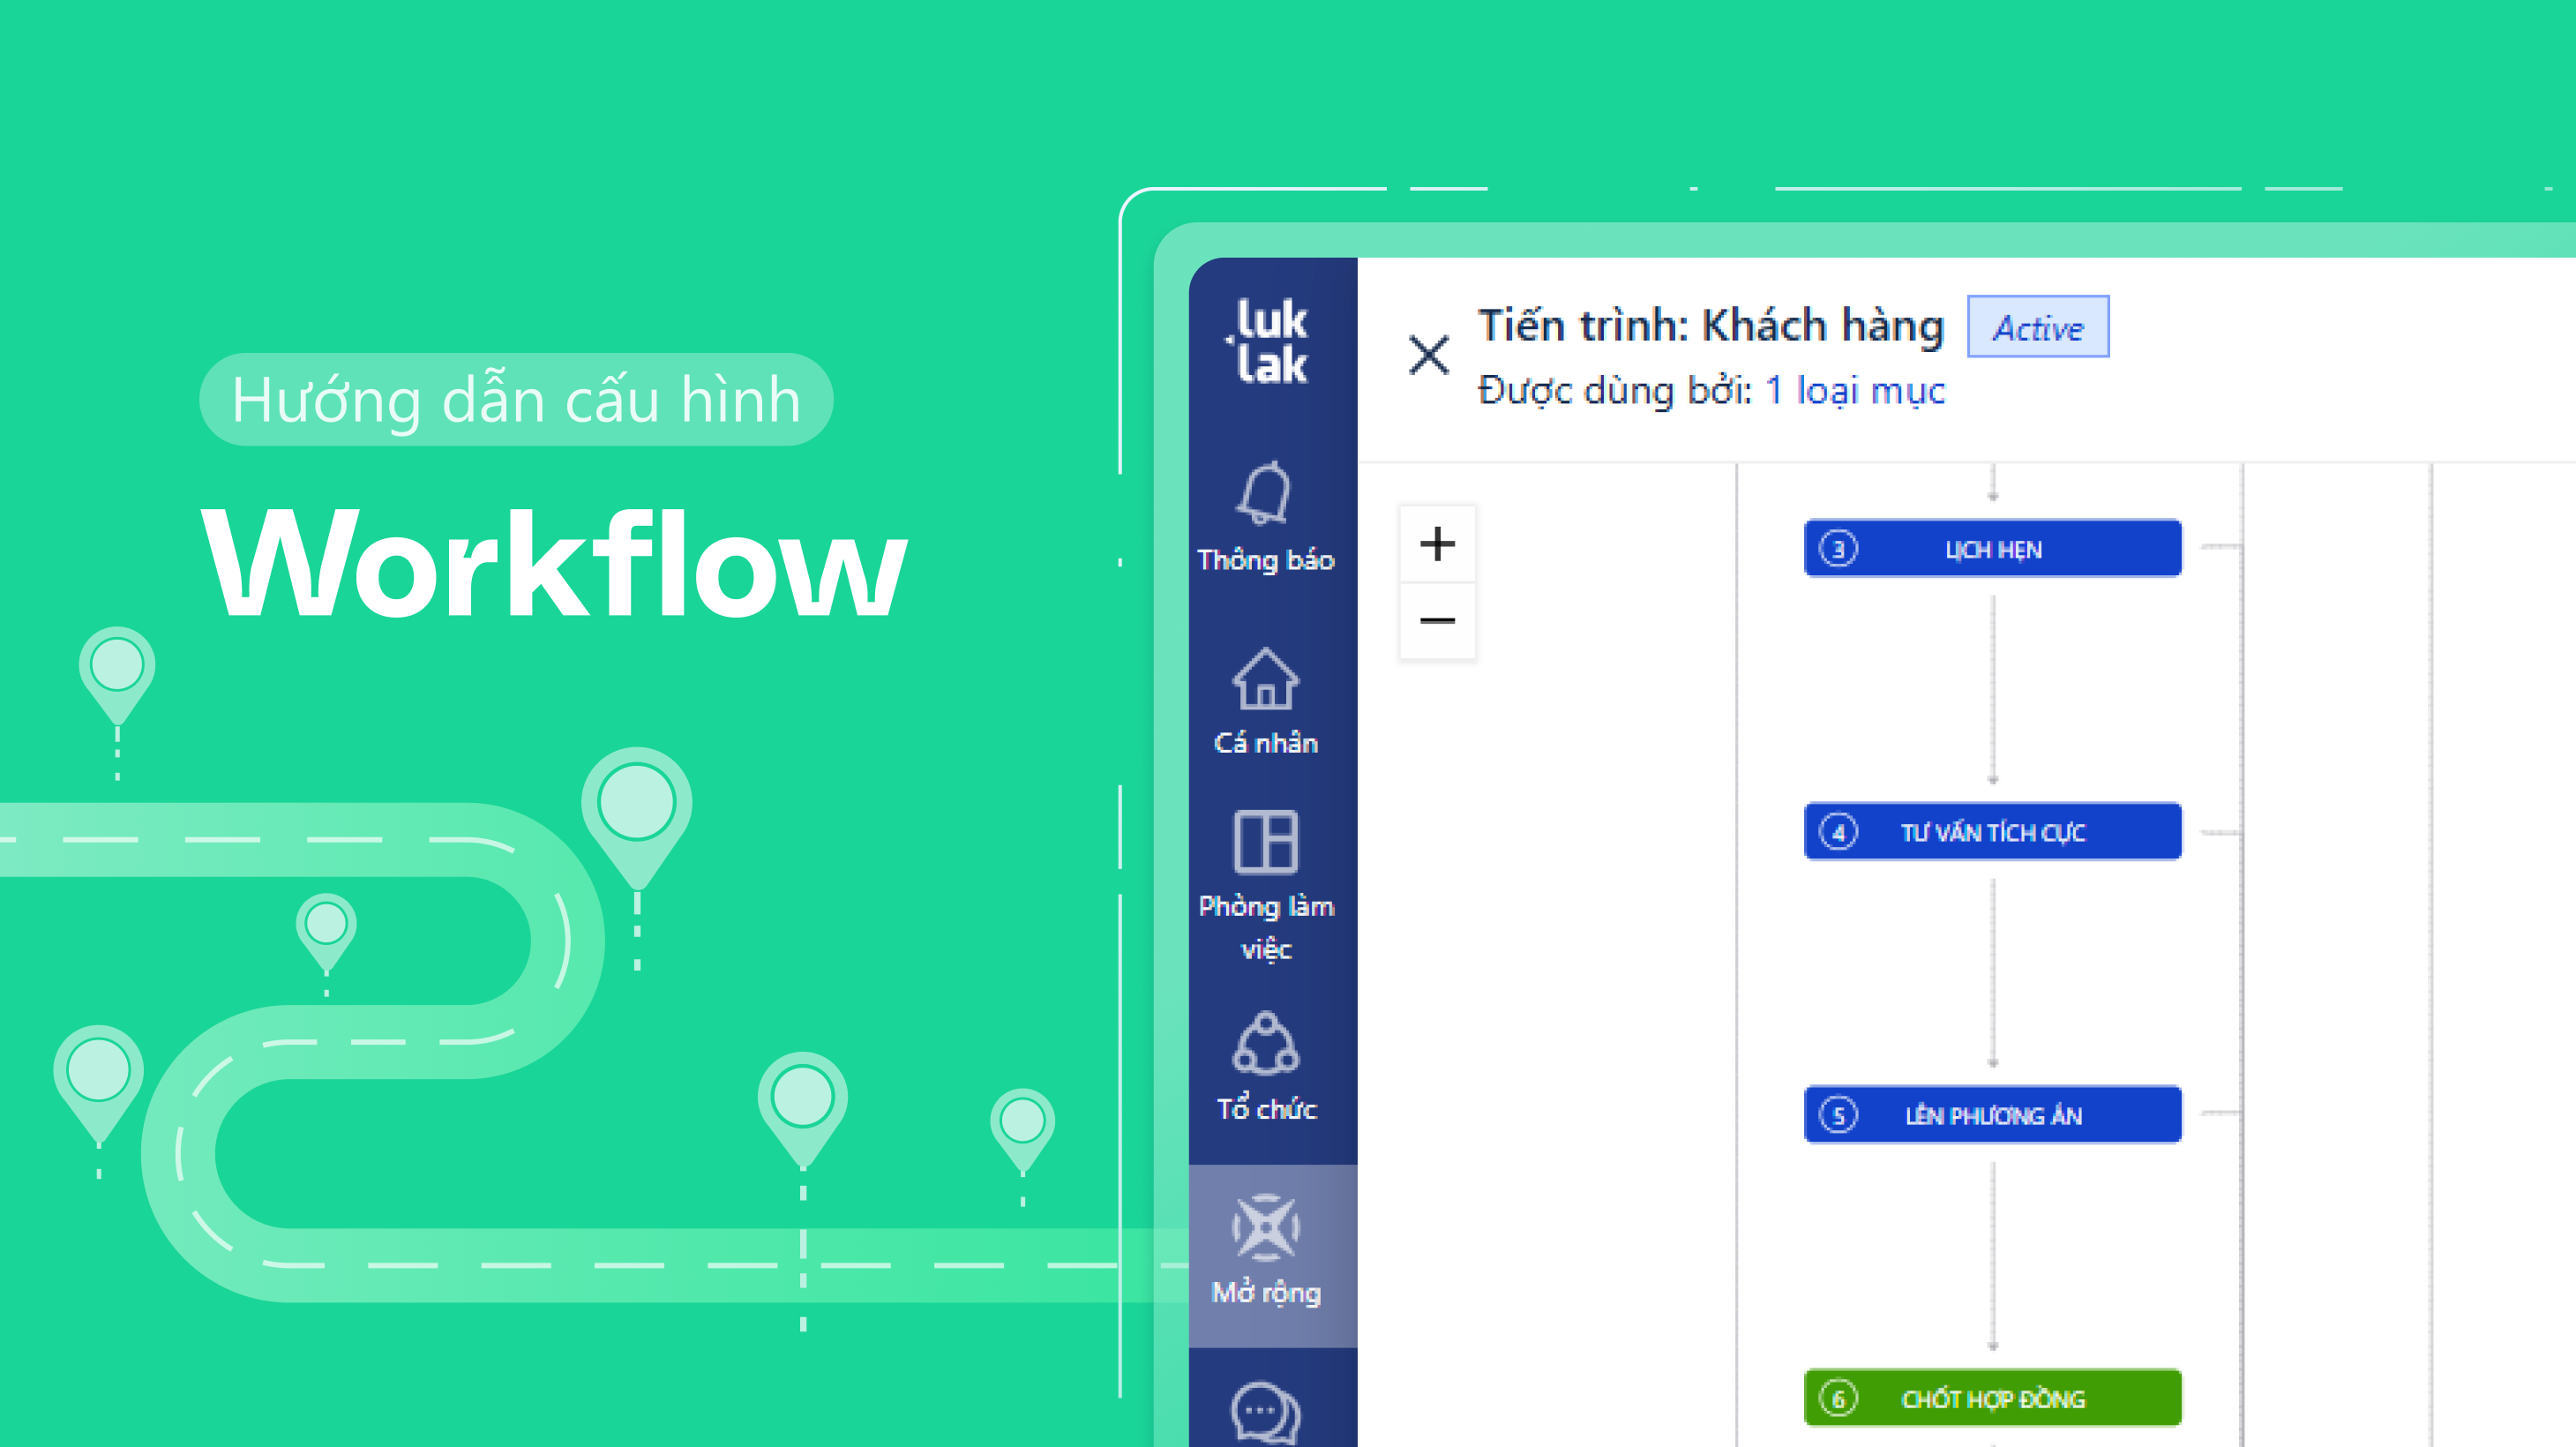 Hướng dẫn cấu hình
Workflow
luk
lak
Thông báo
Cá nhân
Phòng làm
việc
Tổ chức
Mở rộng
Tiến trình: Khách hàng
Active
Được dùng bởi: 1 loại mục
+
−
3 LỊCH HẸN
4 TƯ VẤN TÍCH CỰC
5 LÊN PHƯƠNG ÁN
6 CHỐT HỢP ĐỒNG